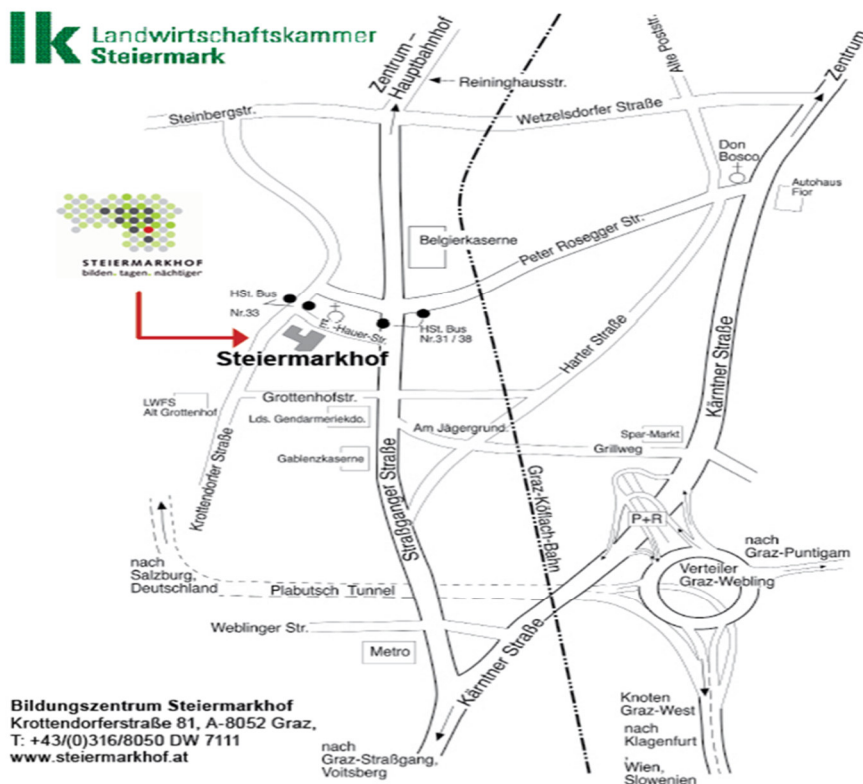 lk Landwirtschaftskammer
Steiermark
Zentrum –
Hauptbahnhof
Reininghausstr.
Alte Poststr.
Zentrum
Steinbergstr.
Wetzelsdorfer Straße
Don
Bosco
Autohaus
Fior
STEIERMARKHOF
bilden. tagen. nächtiger
Belgierkaserne
Peter Rosegger Str.
HSt. Bus
Nr.33
E.-Hauer-Str.
HSt. Bus
Nr.31 / 38
Steiermarkhof
Harter Straße
Kärntner Straße
LWFS
Alt Grottenhof
Grottenhofstr.
Lds. Gendarmeriekdo.
Am Jägergrund
Spar-Markt
Grillweg
Gablenzkaserne
Krottendorfer Straße
Straßganger Straße
Graz-Köflach-Bahn
P+R
nach
Graz-Puntigam
Verteiler
Graz-Webling
nach
Salzburg,
Deutschland
Plabutsch Tunnel
Weblinger Str.
Metro
Kärntner Straße
Bildungszentrum Steiermarkhof
Krottendorferstraße 81, A-8052 Graz,
T: +43/(0)316/8050 DW 7111
www.steiermarkhof.at
nach
Graz-Straßgang,
Voitsberg
Knoten
Graz-West
nach
Klagenfurt
,
Wien,
Slowenien